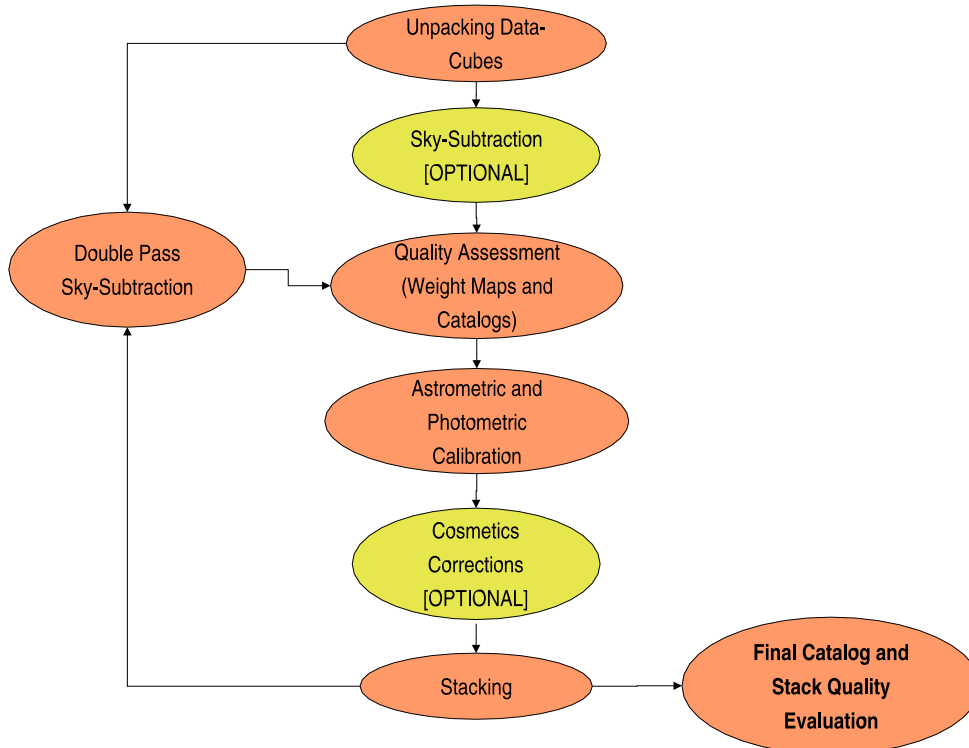 Unpacking Data-
Cubes
Sky-Subtraction
[OPTIONAL]
Double Pass
Sky-Subtraction
Quality Assessment
(Weight Maps and
Catalogs)
Astrometric and
Photometric
Calibration
Cosmetics
Corrections
[OPTIONAL]
Stacking
Final Catalog and
Stack Quality
Evaluation